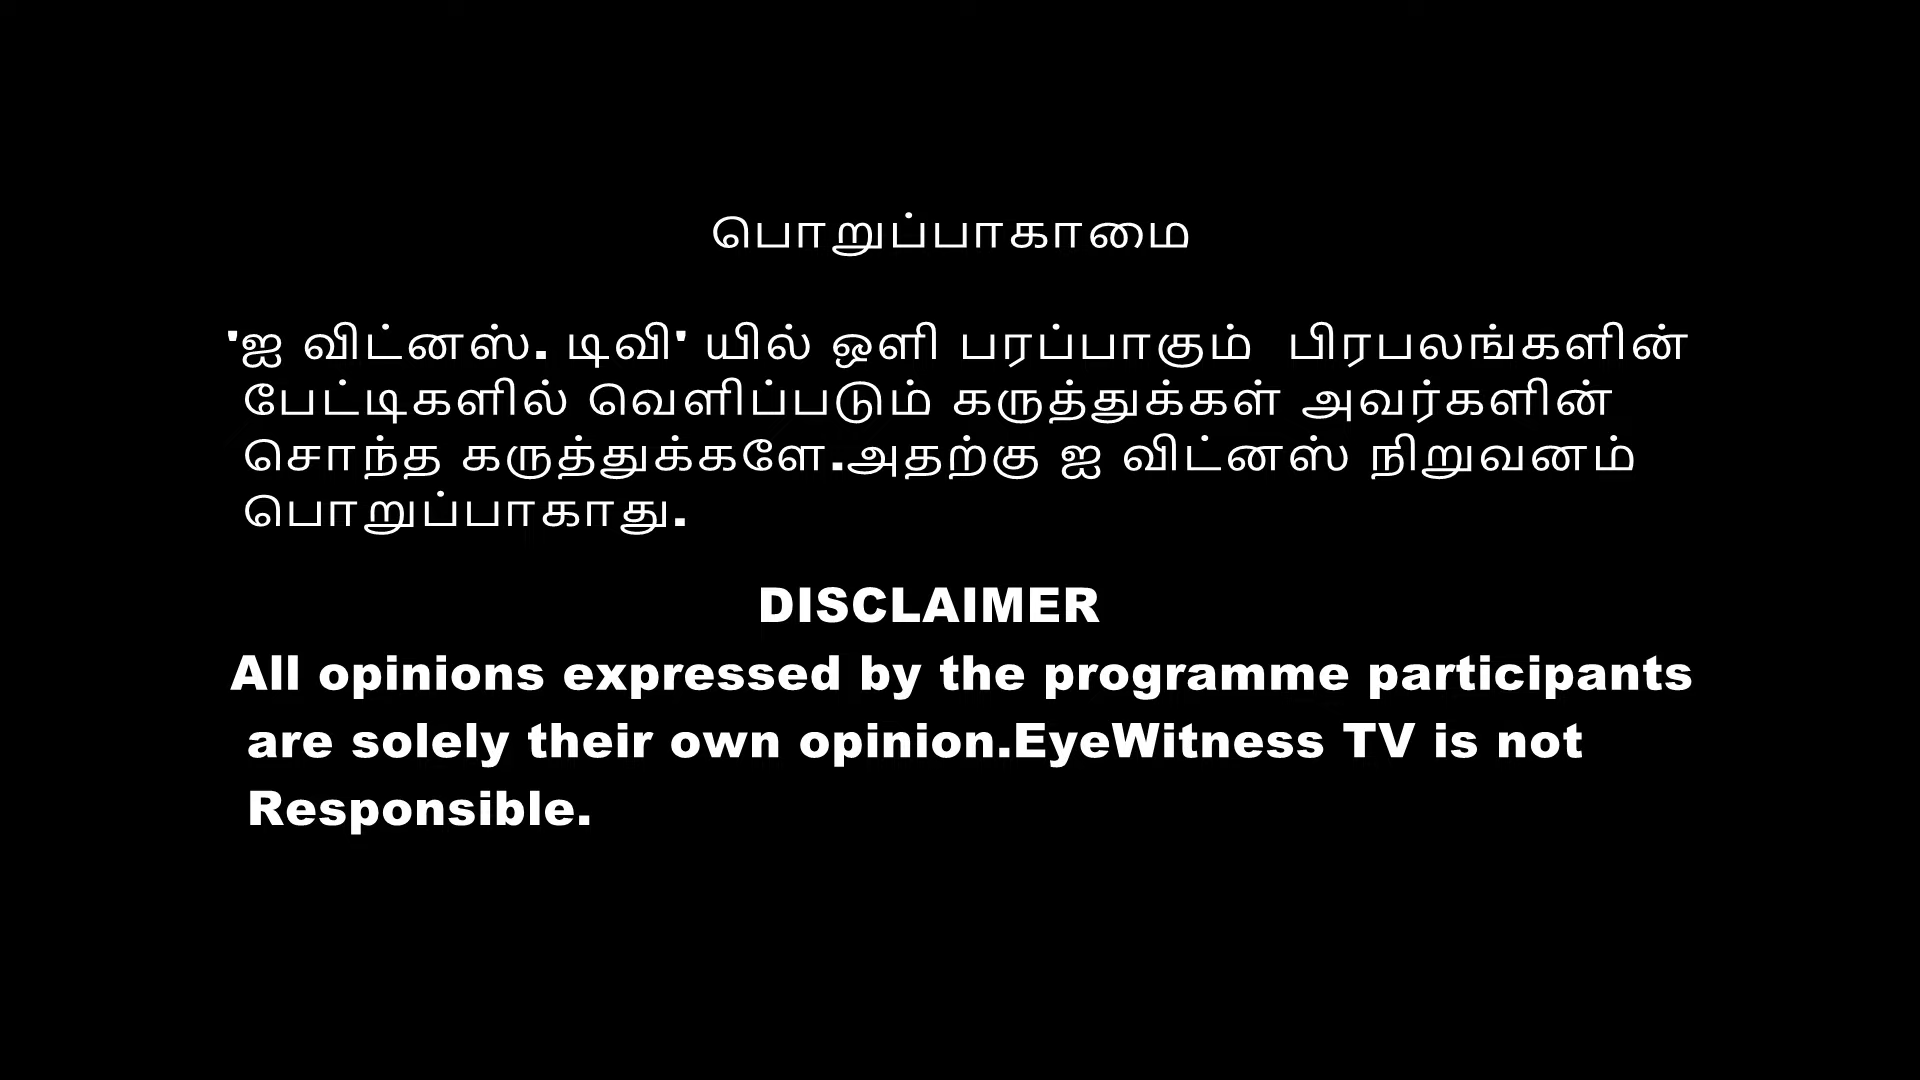 பொறுப்பாகாமை
'ஐ விட்னஸ். டிவி' யில் ஒளி பரப்பாகும் பிரபலங்களின்
பேட்டிகளில் வெளிப்படும் கருத்துக்கள் அவர்களின்
சொந்த கருத்துக்களே.அதற்கு ஐ விட்னஸ் நிறுவனம்
பொறுப்பாகாது.
DISCLAIMER
All opinions expressed by the programme participants
are solely their own opinion.EyeWitness TV is not
Responsible.